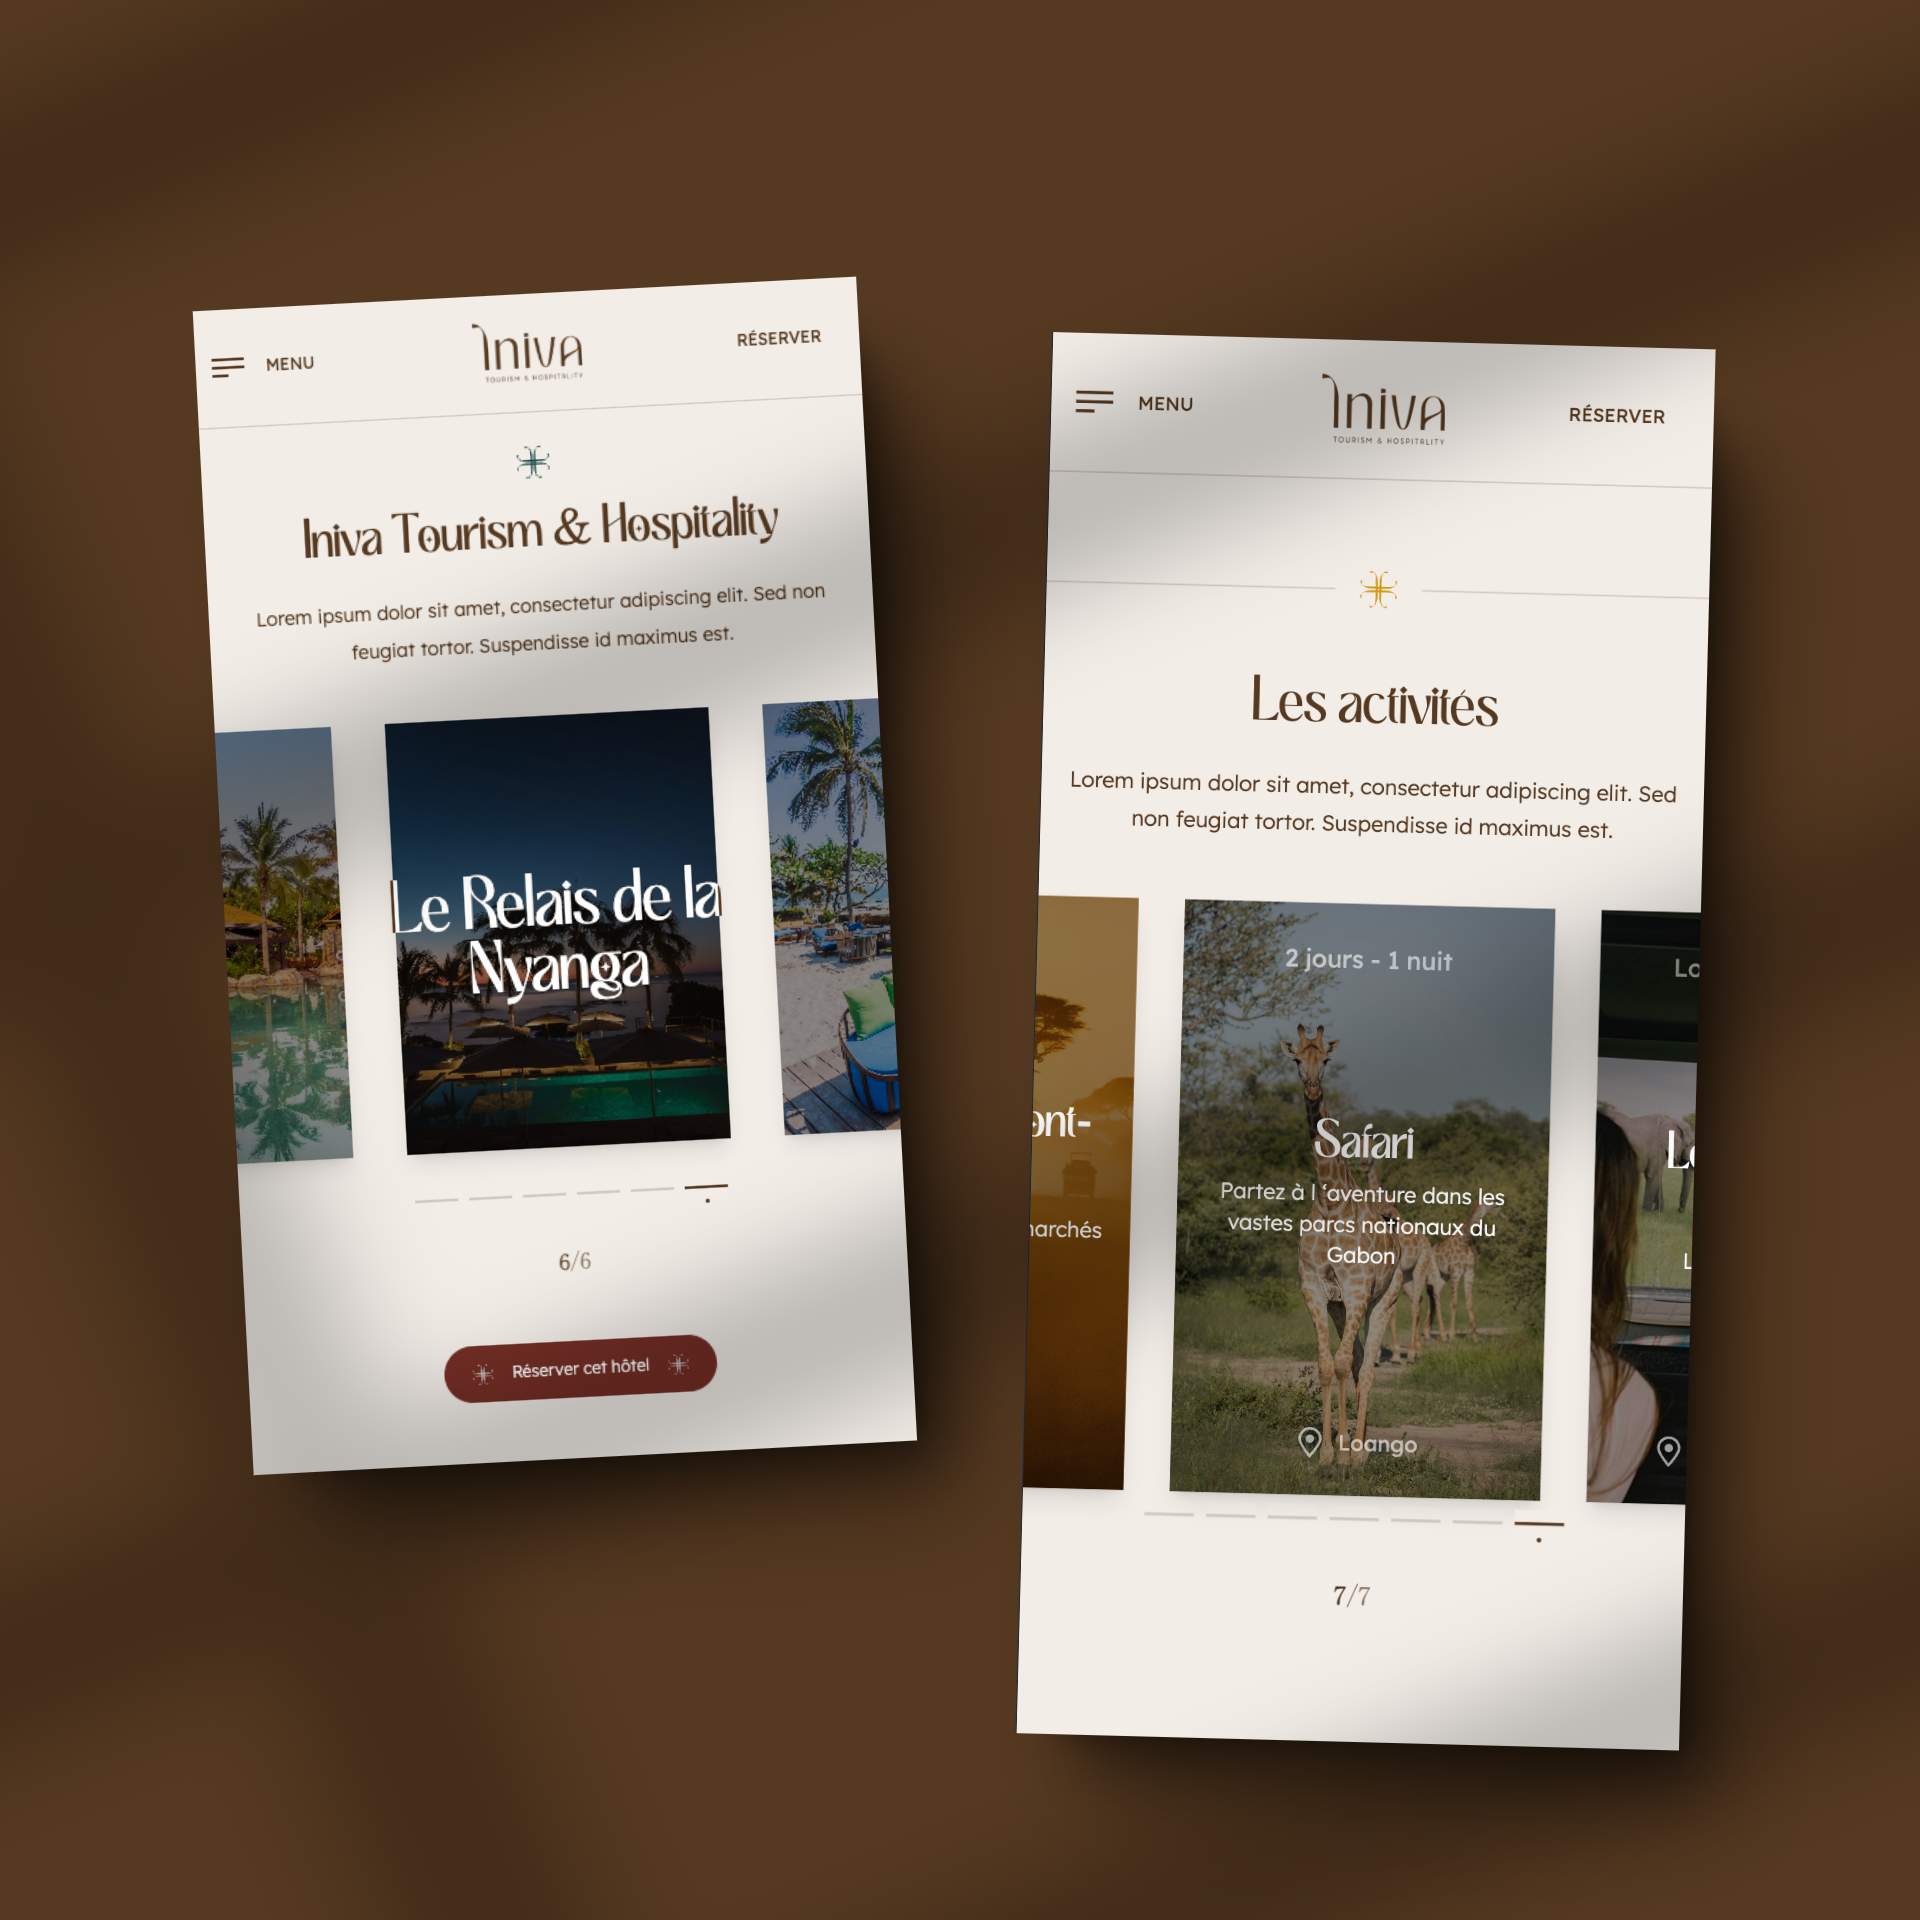 MENU
Iniva
TOURISM & HOSPITALITY
RÉSERVER
Iniva Tourism & Hospitality
Lorem ipsum dolor sit amet, consectetur adipiscing elit. Sed non
feugiat tortor. Suspendisse id maximus est.
Le Relais de la
Nyanga
6/6
Réserver cet hôtel
MENU
Iniva
TOURISM & HOSPITALITY
RÉSERVER
Les activités
Lorem ipsum dolor sit amet, consectetur adipiscing elit. Sed
non feugiat tortor. Suspendisse id maximus est.
ont-
narchés
2 jours - 1 nuit
Safari
Partez à l ‘aventure dans les
vastes parcs nationaux du
Gabon
Loango
Lo
L
7/7